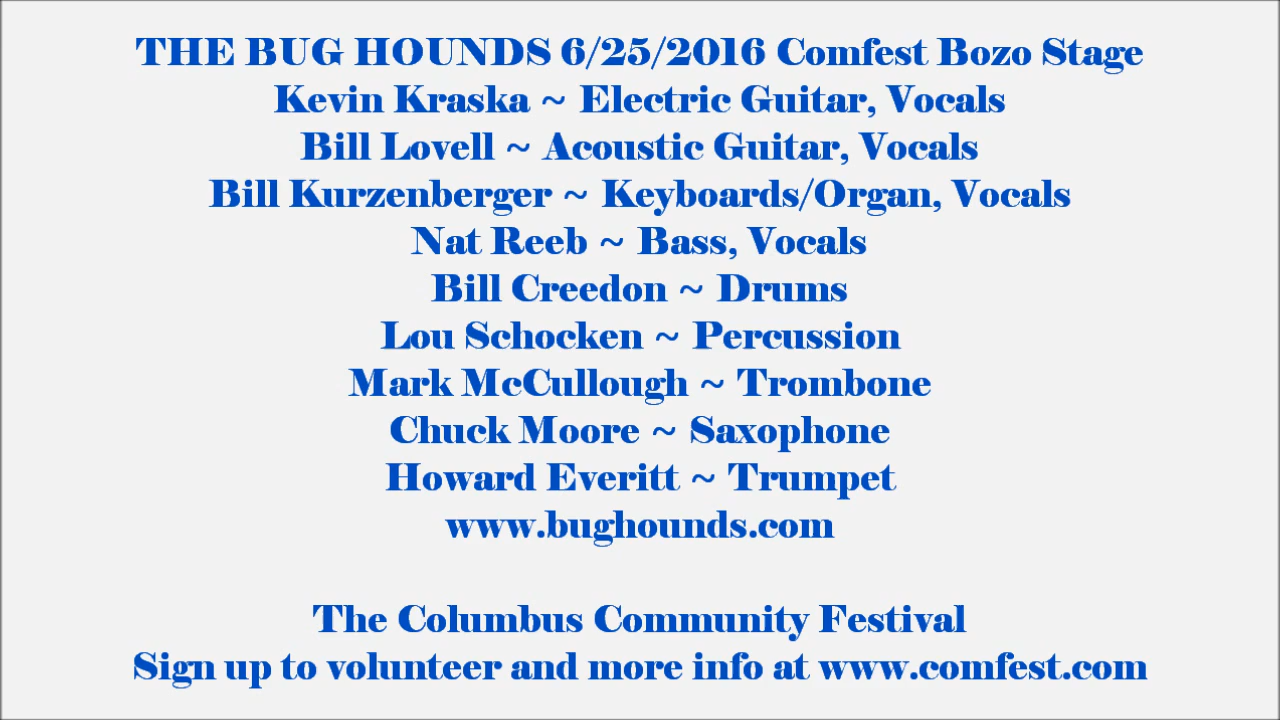 THE BUG HOUNDS 6/25/2016 Comfest Bozo Stage
Kevin Kraska ~ Electric Guitar, Vocals
Bill Lovell ~ Acoustic Guitar, Vocals
Bill Kurzenberger ~ Keyboards/Organ, Vocals
Nat Reeb ~ Bass, Vocals
Bill Creedon ~ Drums
Lou Schocken ~ Percussion
Mark McCullough ~ Trombone
Chuck Moore ~ Saxophone
Howard Everitt ~ Trumpet
www.bughounds.com
The Columbus Community Festival
Sign up to volunteer and more info at www.comfest.com